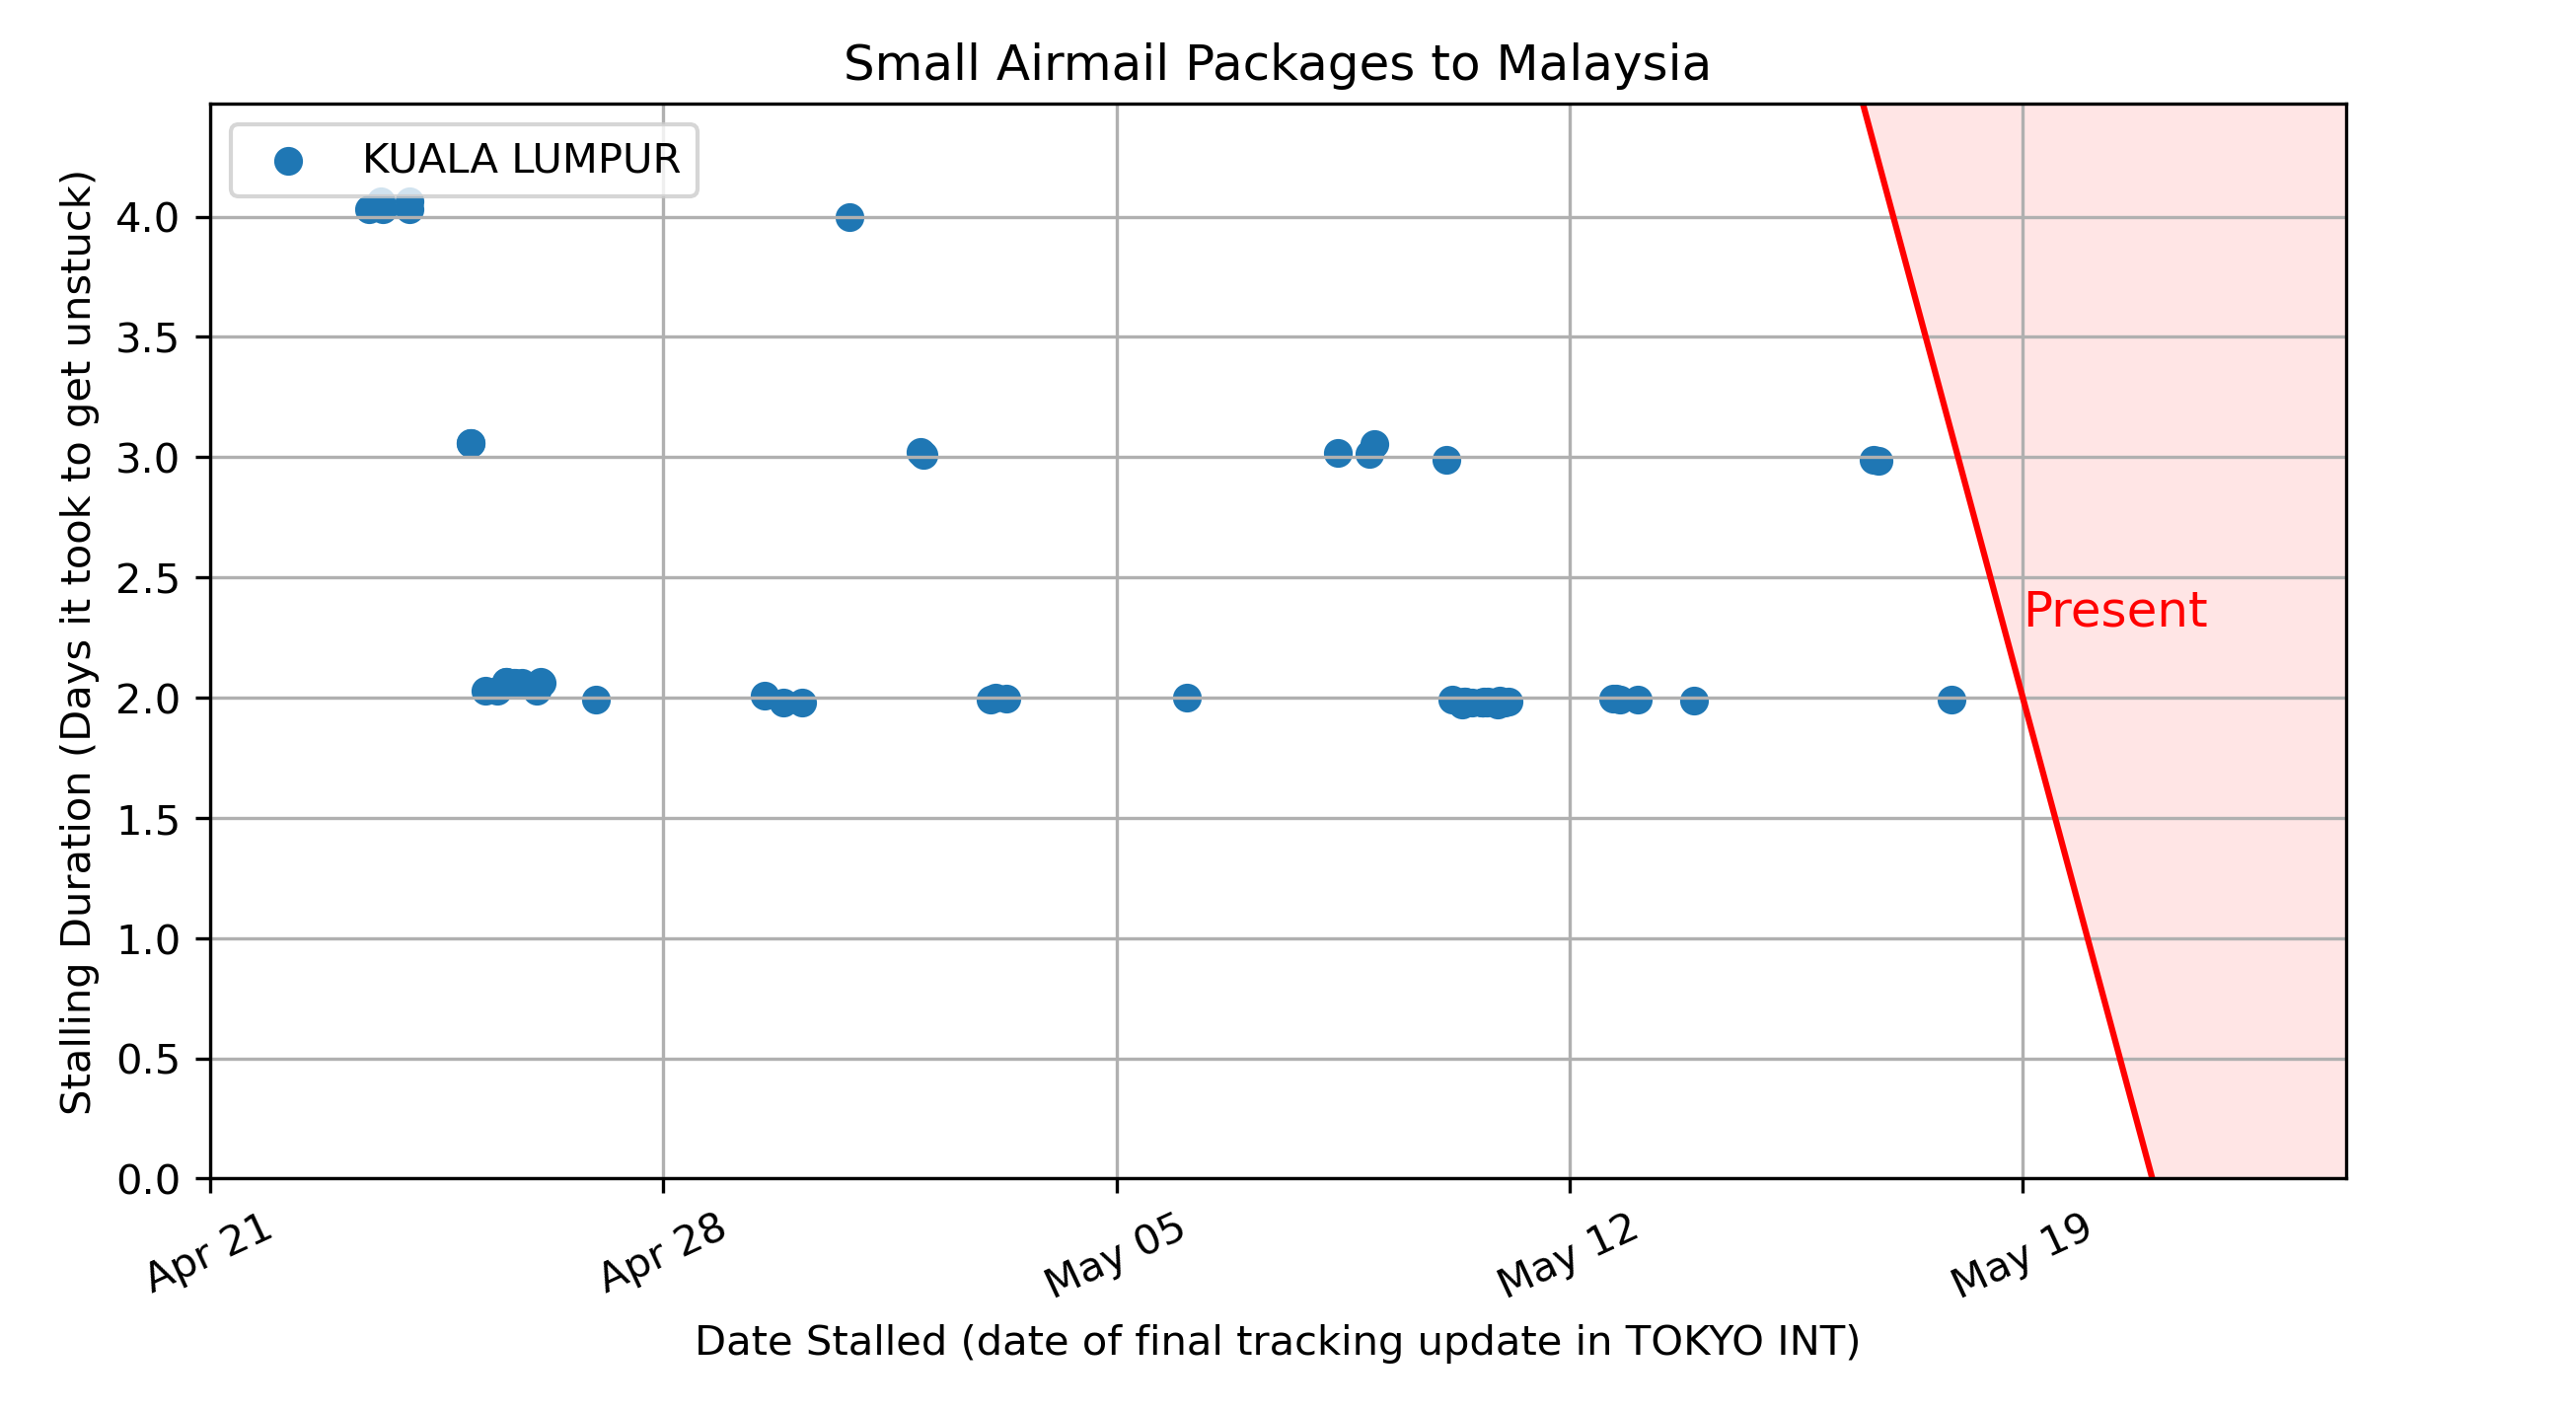 Small Airmail Packages to Malaysia
KUALA LUMPUR
Stalling Duration (Days it took to get unstuck)
4.0
3.5
3.0
2.5
2.0
1.5
1.0
0.5
0.0
Present
Apr 21
Apr 28
May 05
May 12
May 19
Date Stalled (date of final tracking update in TOKYO INT)